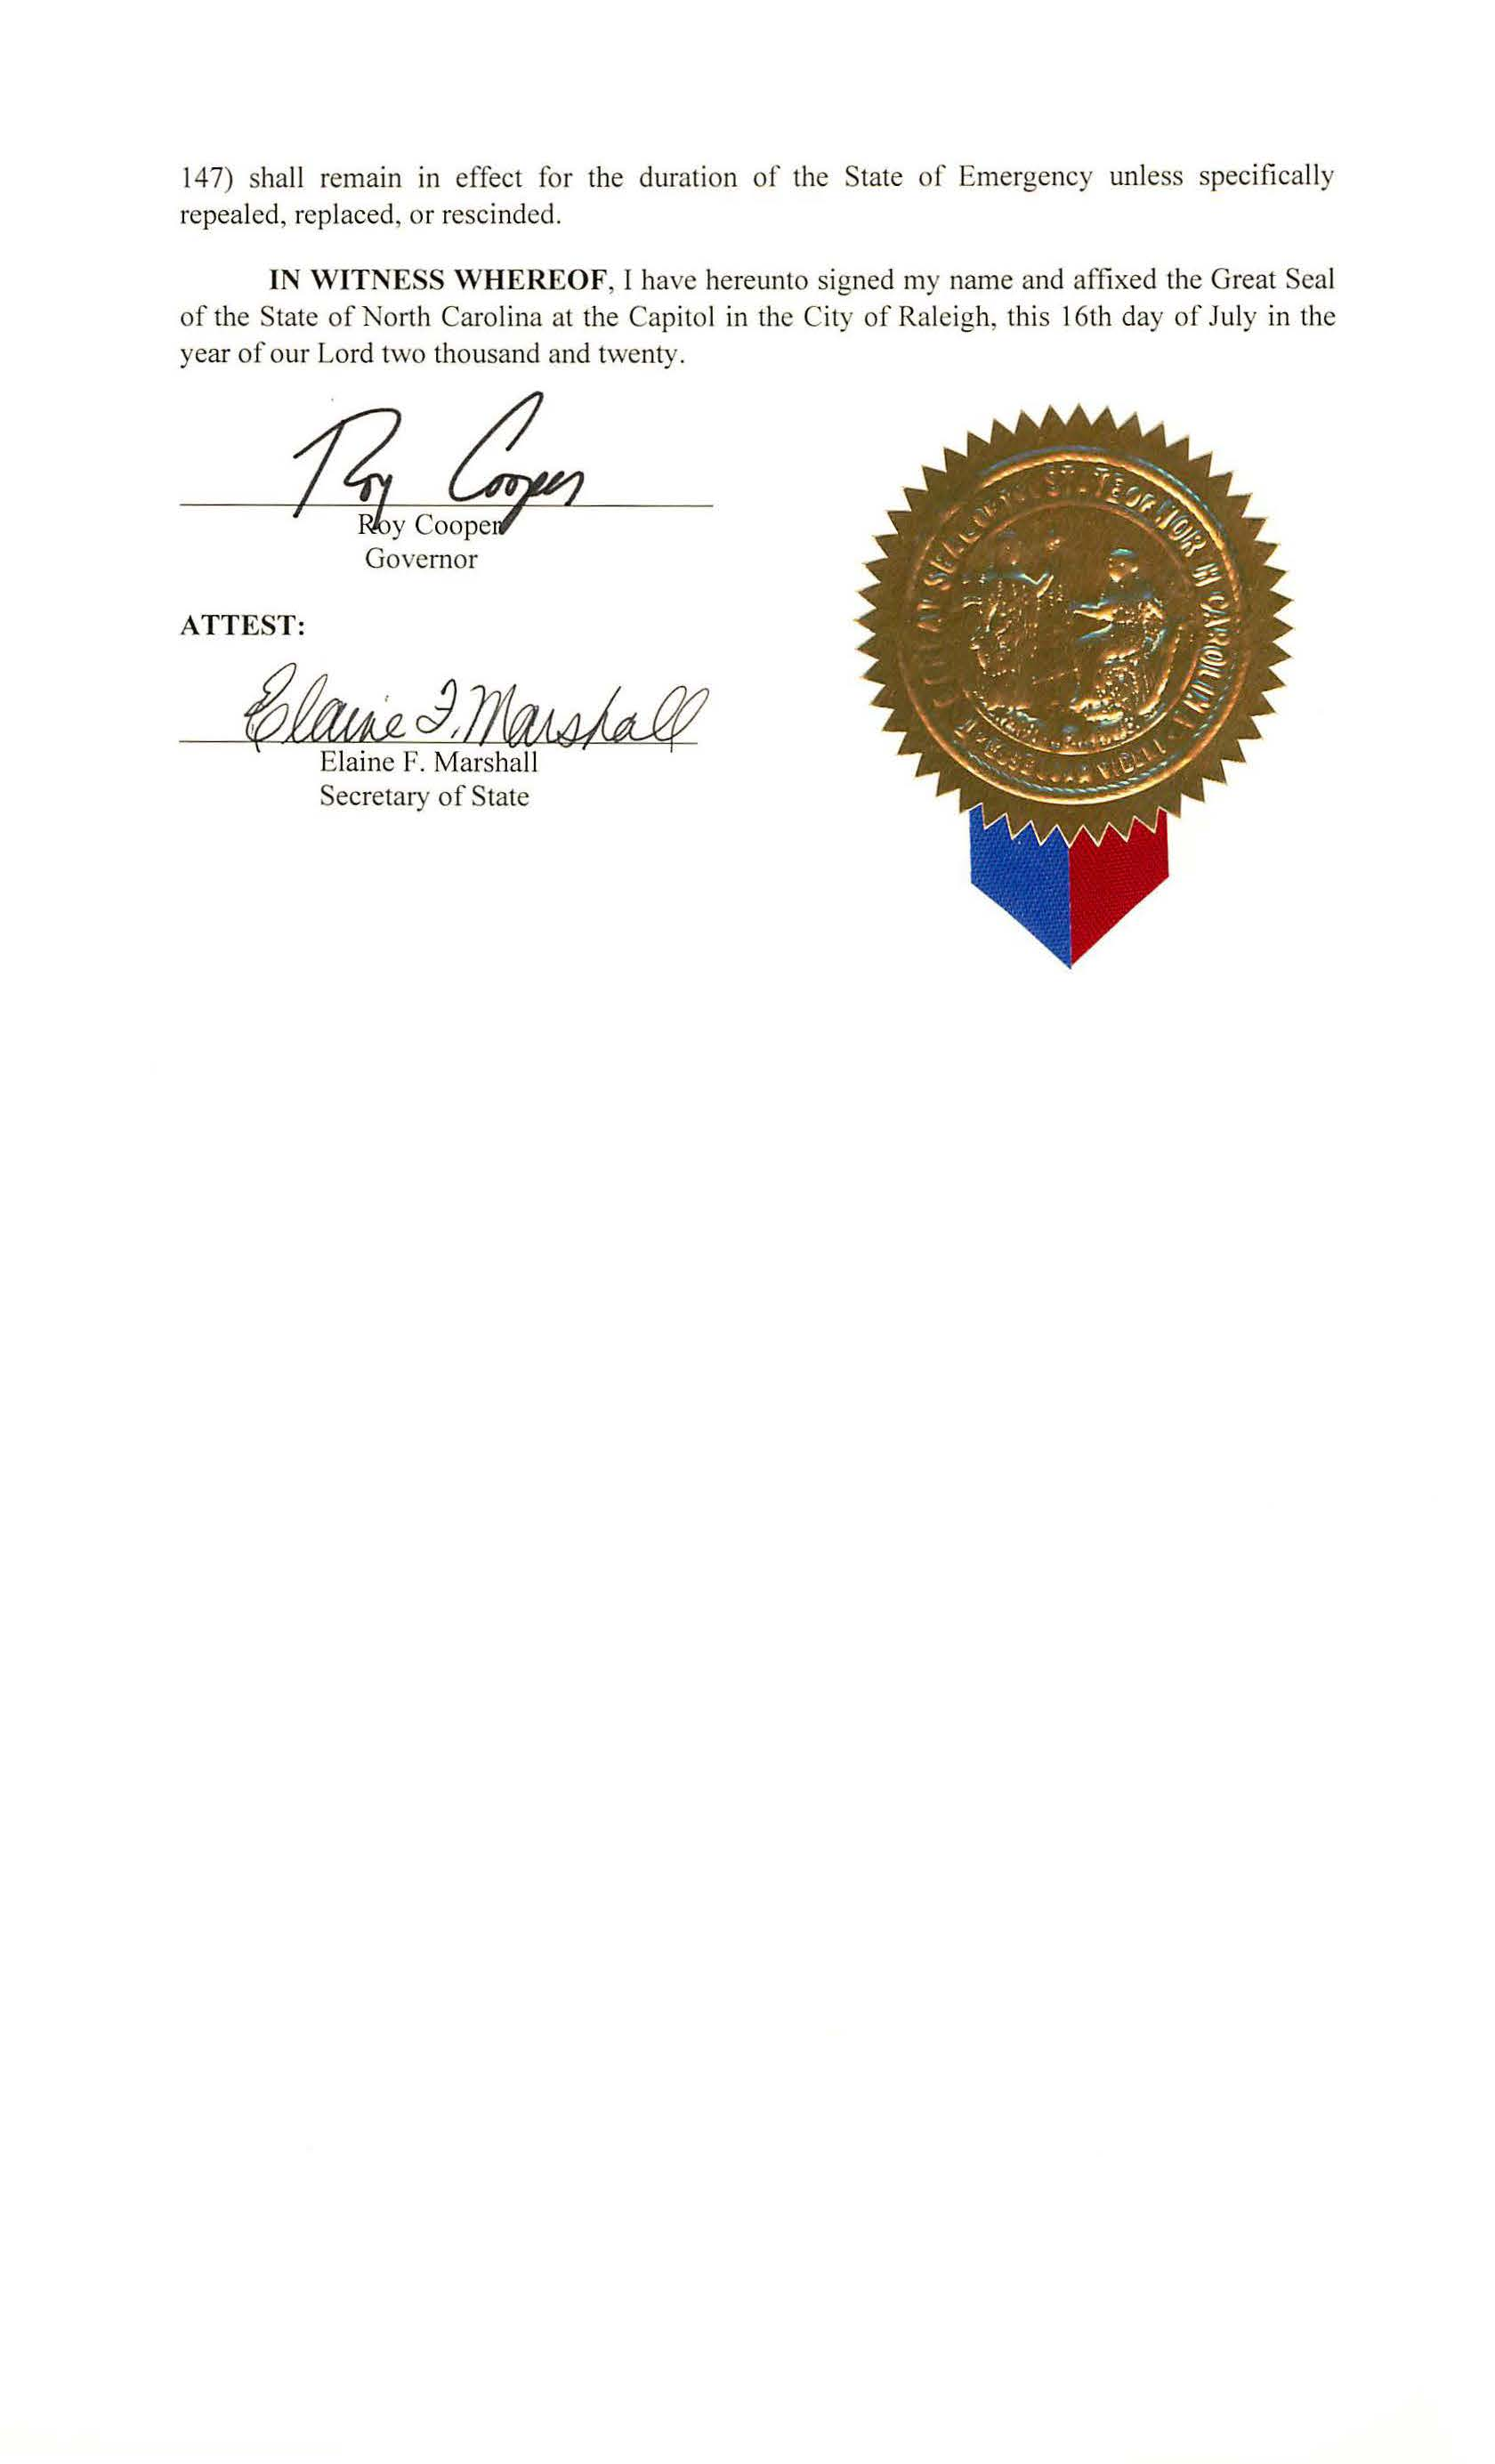 147) shall remain in effect for the duration of the State of Emergency unless specifically
repealed, replaced, or rescinded.
IN WITNESS WHEREOF, I have hereunto signed my name and affixed the Great Seal
of the State of North Carolina at the Capitol in the City of Raleigh, this 16th day of July in the
year of our Lord two thousand and twenty.
Roy Cooper
Roy Cooper
Governor
ATTEST:
Elaine F. Marshall
Elaine F. Marshall
Secretary of State